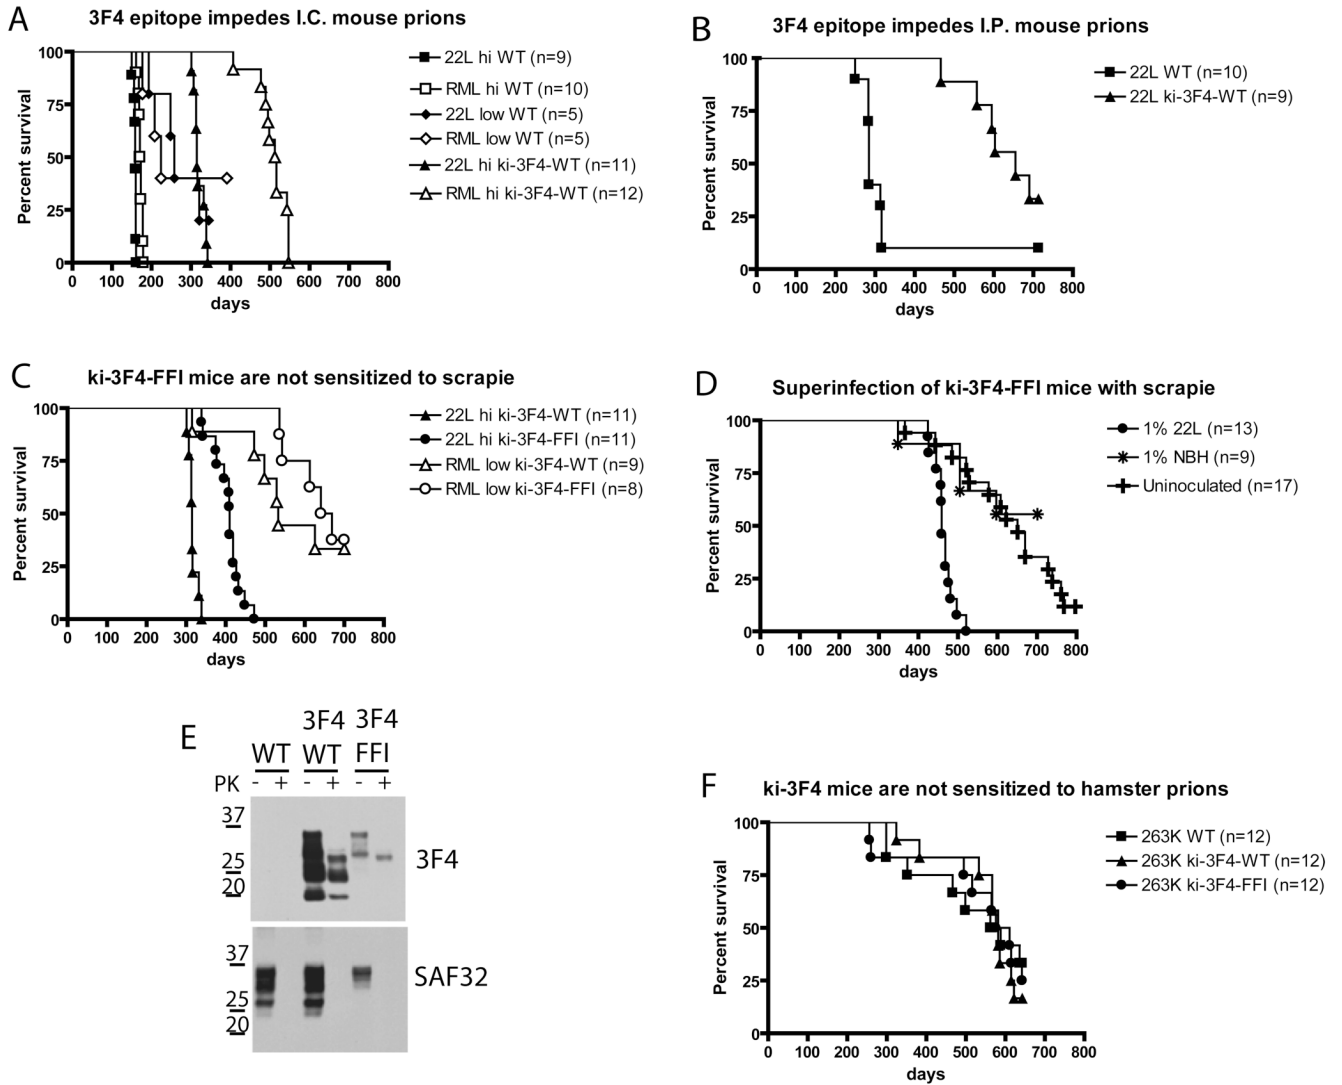 A
3F4 epitope impedes I.C. mouse prions
Percent survival
100
75
50
25
0
0 100 200 300 400 500 600 700 800
days
22L hi WT (n=9)
RML hi WT (n=10)
22L low WT (n=5)
RML low WT (n=5)
22L hi ki-3F4-WT (n=11)
RML hi ki-3F4-WT (n=12)
B
3F4 epitope impedes I.P. mouse prions
Percent survival
100
75
50
25
0
0 100 200 300 400 500 600 700 800
days
22L WT (n=10)
22L ki-3F4-WT (n=9)
C
ki-3F4-FFI mice are not sensitized to scrapie
Percent survival
100
75
50
25
0
0 100 200 300 400 500 600 700 800
days
22L hi ki-3F4-WT (n=11)
22L hi ki-3F4-FFI (n=11)
RML low ki-3F4-WT (n=9)
RML low ki-3F4-FFI (n=8)
D
Superinfection of ki-3F4-FFI mice with scrapie
Percent survival
100
75
50
25
0
0 100 200 300 400 500 600 700 800
days
1% 22L (n=13)
1% NBH (n=9)
Uninoculated (n=17)
E
3F4 3F4
WT WT FFI
PK - + - + - +
37
25
20
3F4
37
25
20
SAF32
F
ki-3F4 mice are not sensitized to hamster prions
Percent survival
100
75
50
25
0
0 100 200 300 400 500 600 700 800
days
263K WT (n=12)
263K ki-3F4-WT (n=12)
263K ki-3F4-FFI (n=12)